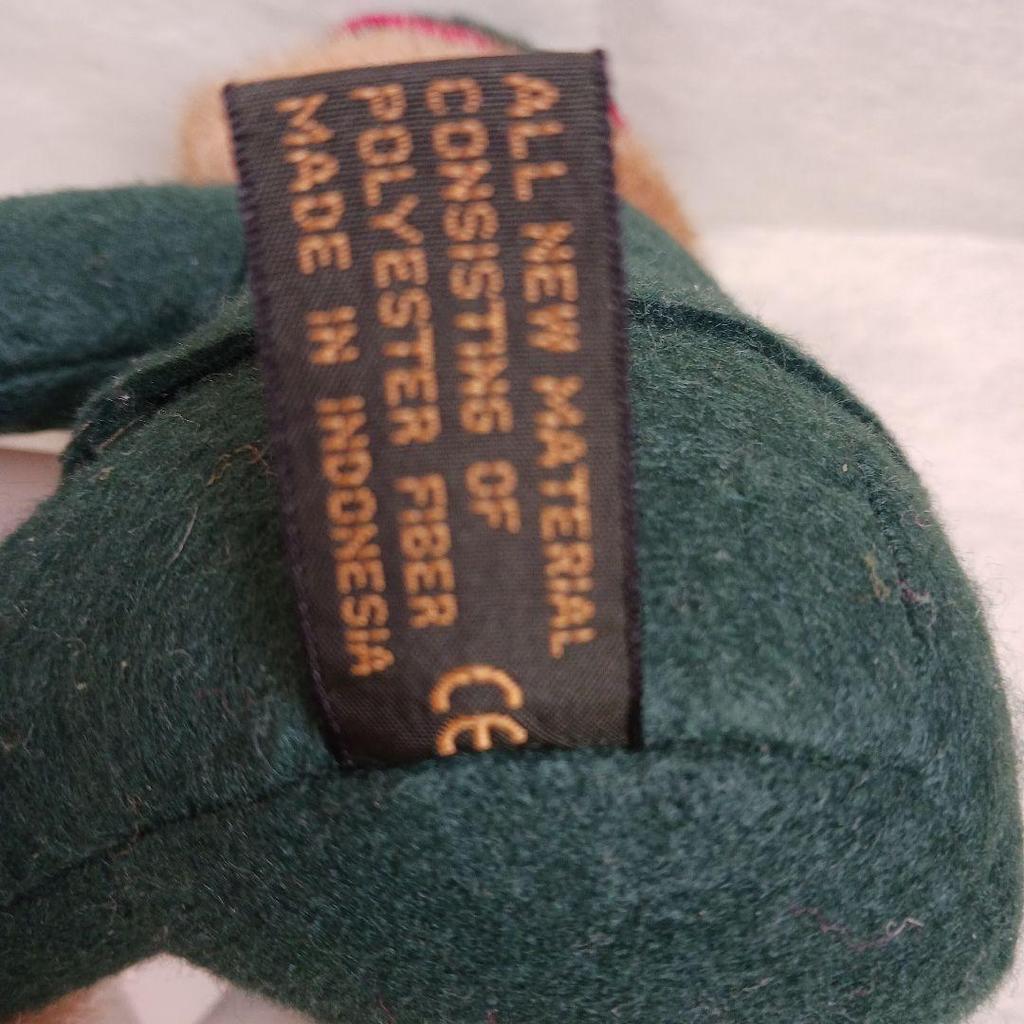 ALL NEW MATERIAL
CONSISTING OF
POLYESTER FIBER
MADE IN INDONESIA
CE